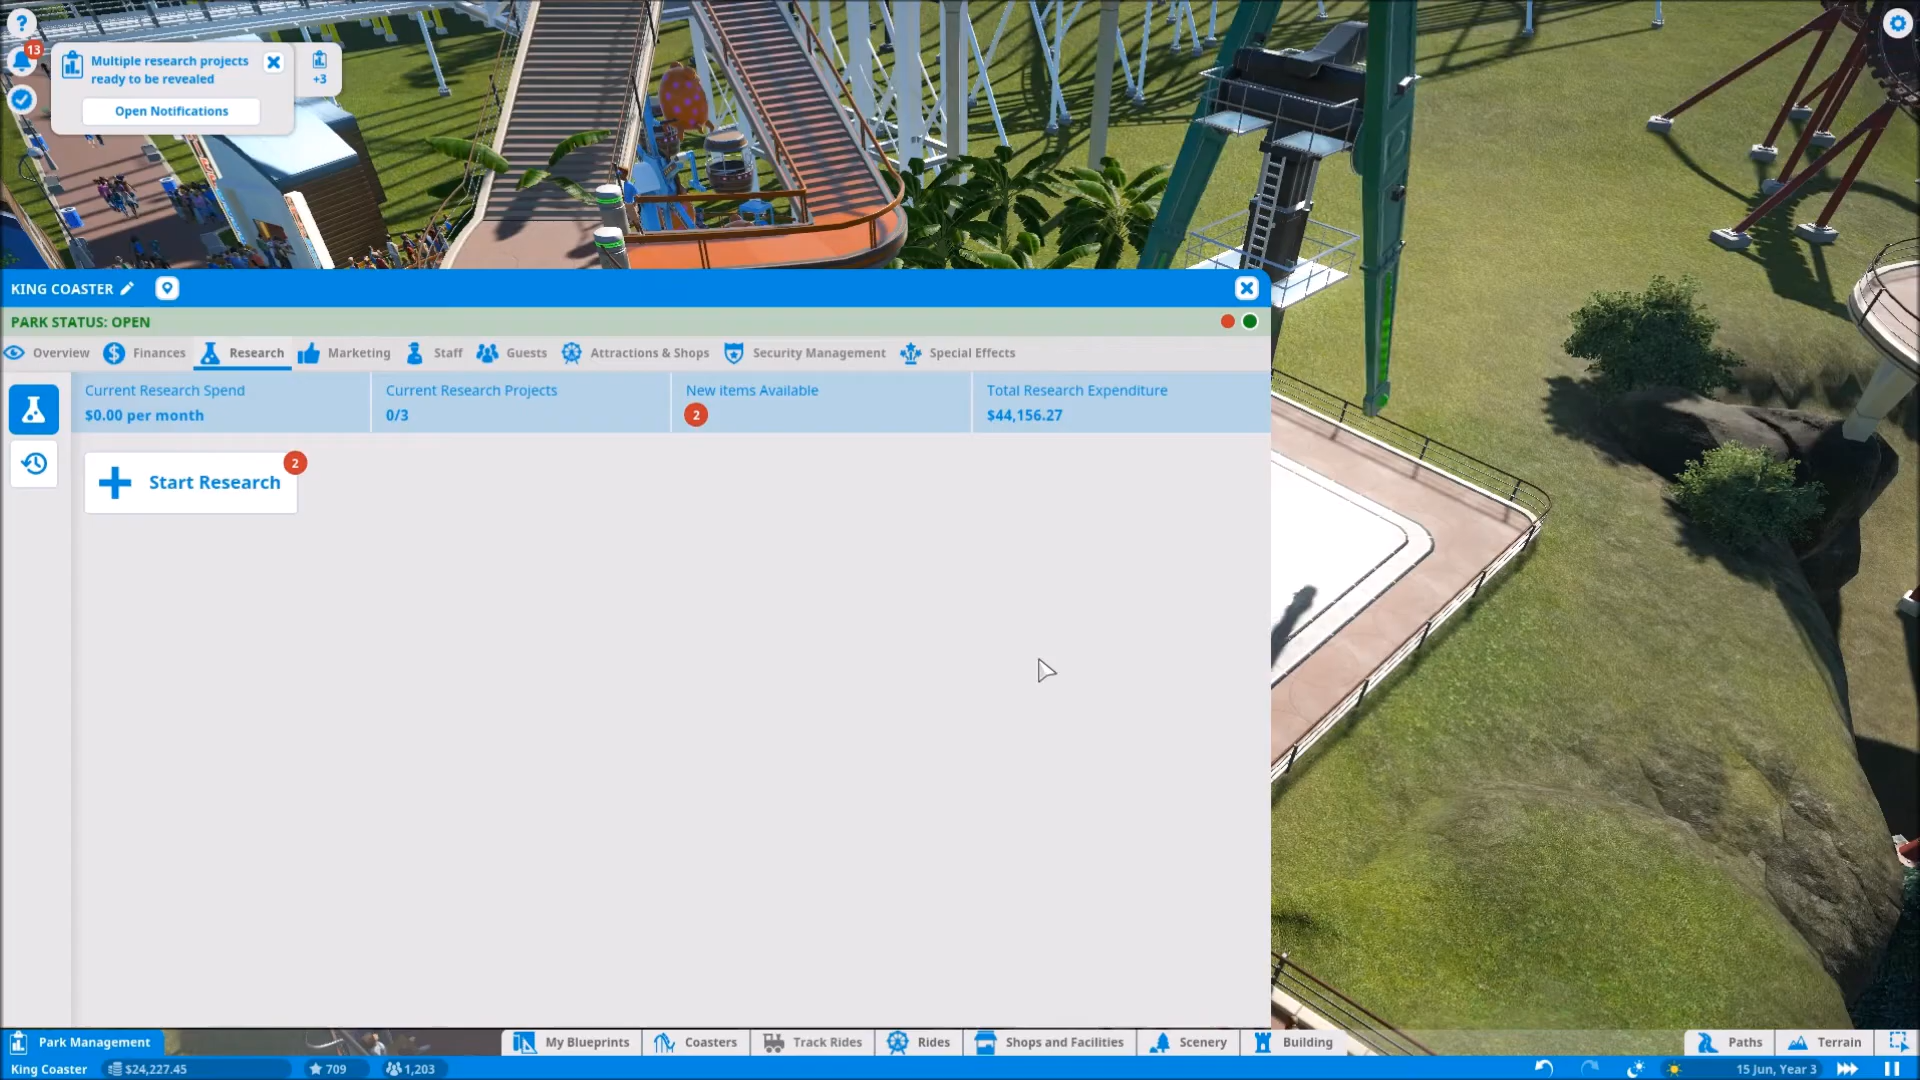 ?
13
Multiple research projects
ready to be revealed
+3
Open Notifications
KING COASTER
PARK STATUS: OPEN
Overview
Finances
Research
Marketing
Staff
Guests
Attractions & Shops
Security Management
Special Effects
Current Research Spend
$0.00 per month
Current Research Projects
0/3
New items Available
2
Total Research Expenditure
$44,156.27
Start Research
2
Park Management
My Blueprints
Coasters
Track Rides
Rides
Shops and Facilities
Scenery
Building
Paths
Terrain
King Coaster
$24,227.45
709
1,203
15 Jun, Year 3